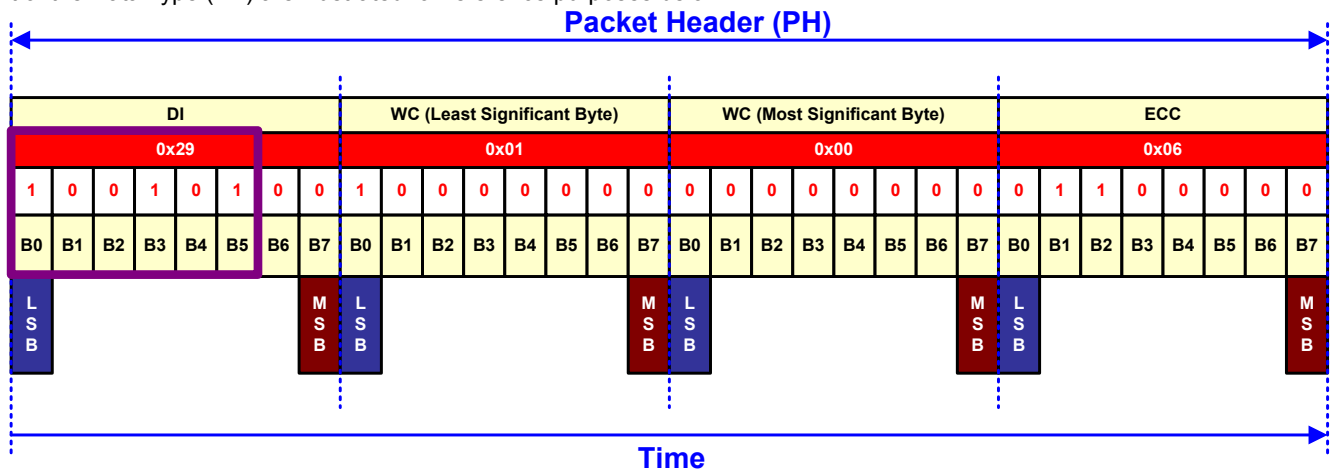 Packet Header (PH)
DI WC (Least Significant Byte) WC (Most Significant Byte) ECC
0x29 0x01 0x00 0x06
1 0 0 1 0 1 0 0 1 0 0 0 0 0 0 0 0 0 0 0 0 0 0 0 0 1 1 0 0 0 0 0
B0 B1 B2 B3 B4 B5 B6 B7 B0 B1 B2 B3 B4 B5 B6 B7 B0 B1 B2 B3 B4 B5 B6 B7 B0 B1 B2 B3 B4 B5 B6 B7
LSB MSB LSB MSB LSB MSB LSB MSB
Time